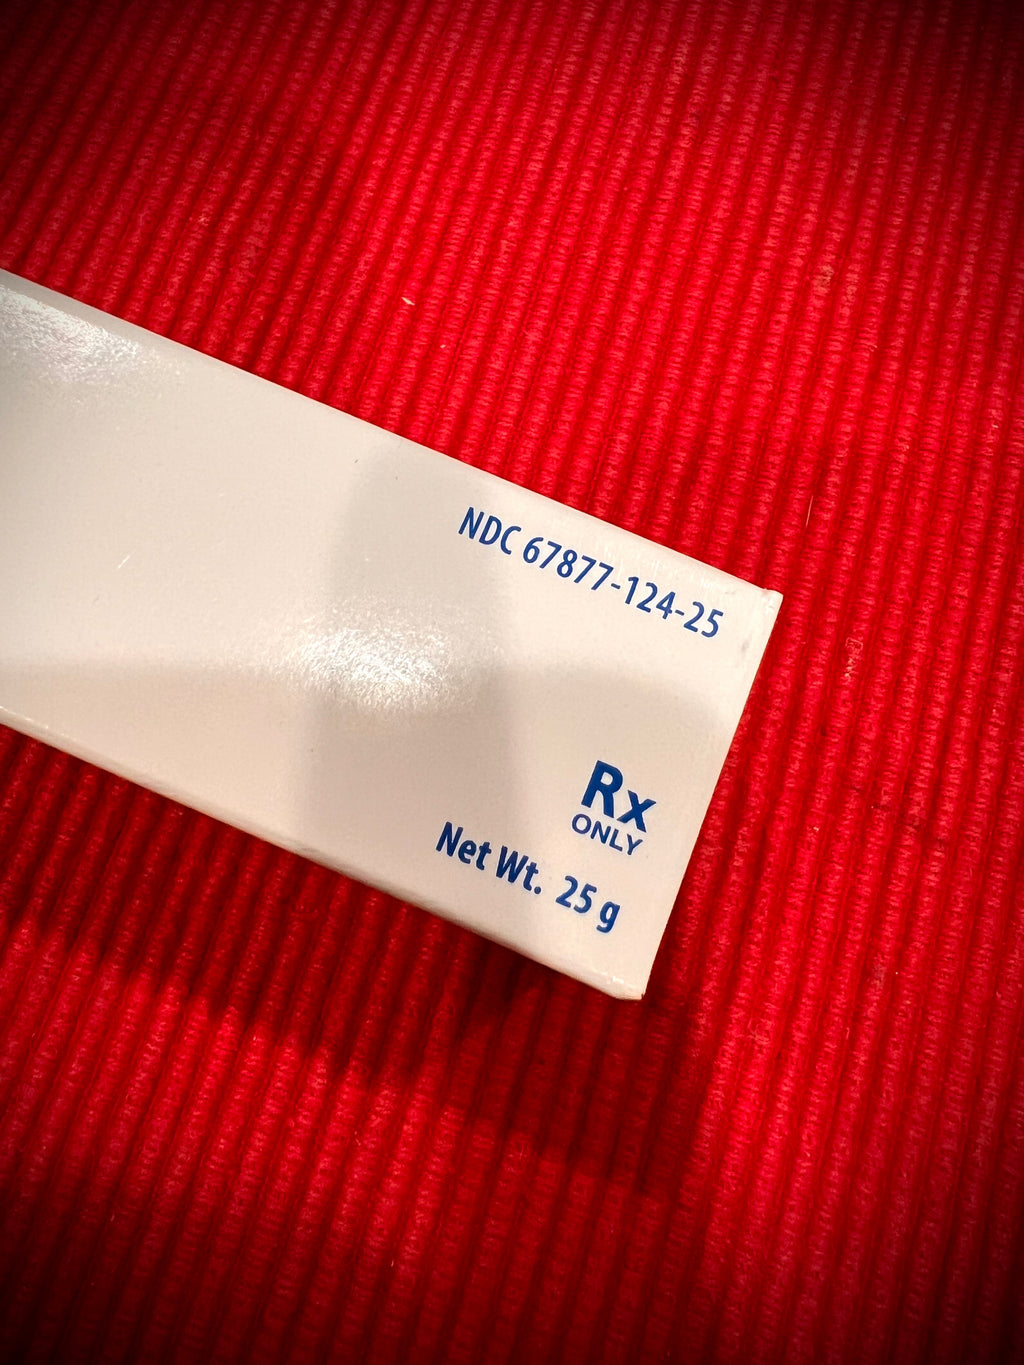 NDC 67877-124-25
Rx
ONLY
Net Wt. 25 g